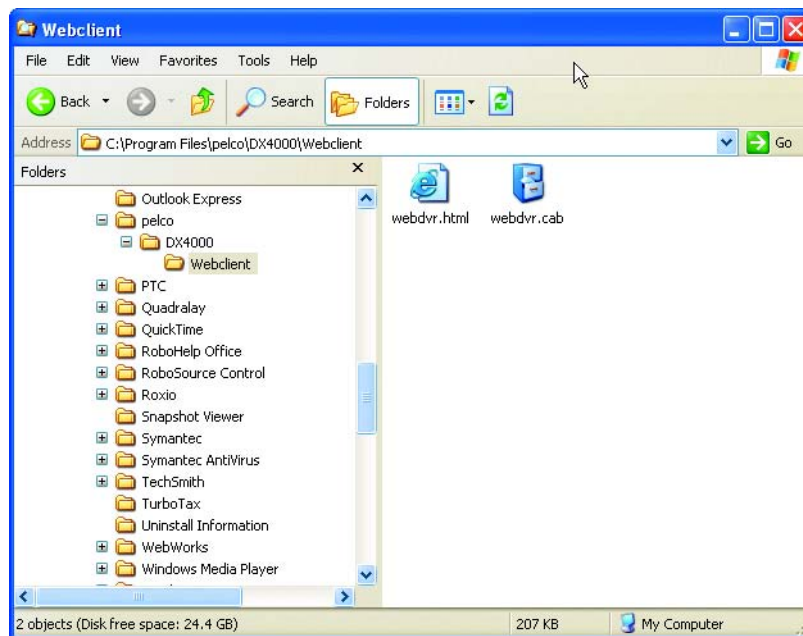 Webclient
File Edit View Favorites Tools Help
Back Search Folders
Address C:\Program Files\pelco\DX4000\Webclient Go
Folders x
Outlook Express
pelco
DX4000
Webclient
PTC
Quadralay
QuickTime
RoboHelp Office
RoboSource Control
Roxio
Snapshot Viewer
Symantec
Symantec AntiVirus
TechSmith
TurboTax
Uninstall Information
WebWorks
Windows Media Player
webdvr.html webdvr.cab
2 objects (Disk free space: 24.4 GB) 207 KB My Computer